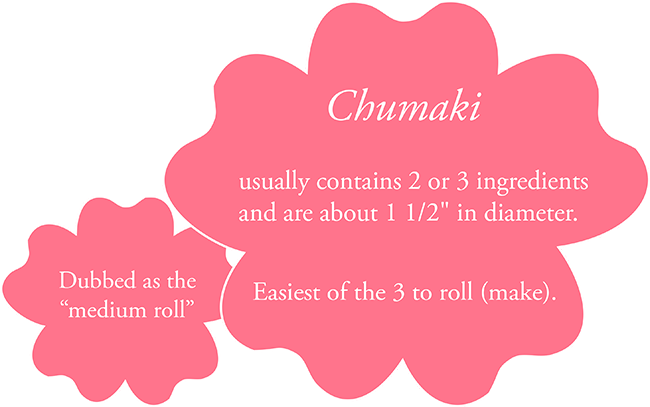 Chumaki
usually contains 2 or 3 ingredients
and are about 1 1/2" in diameter.
Easiest of the 3 to roll (make).
Dubbed as the
“medium roll”